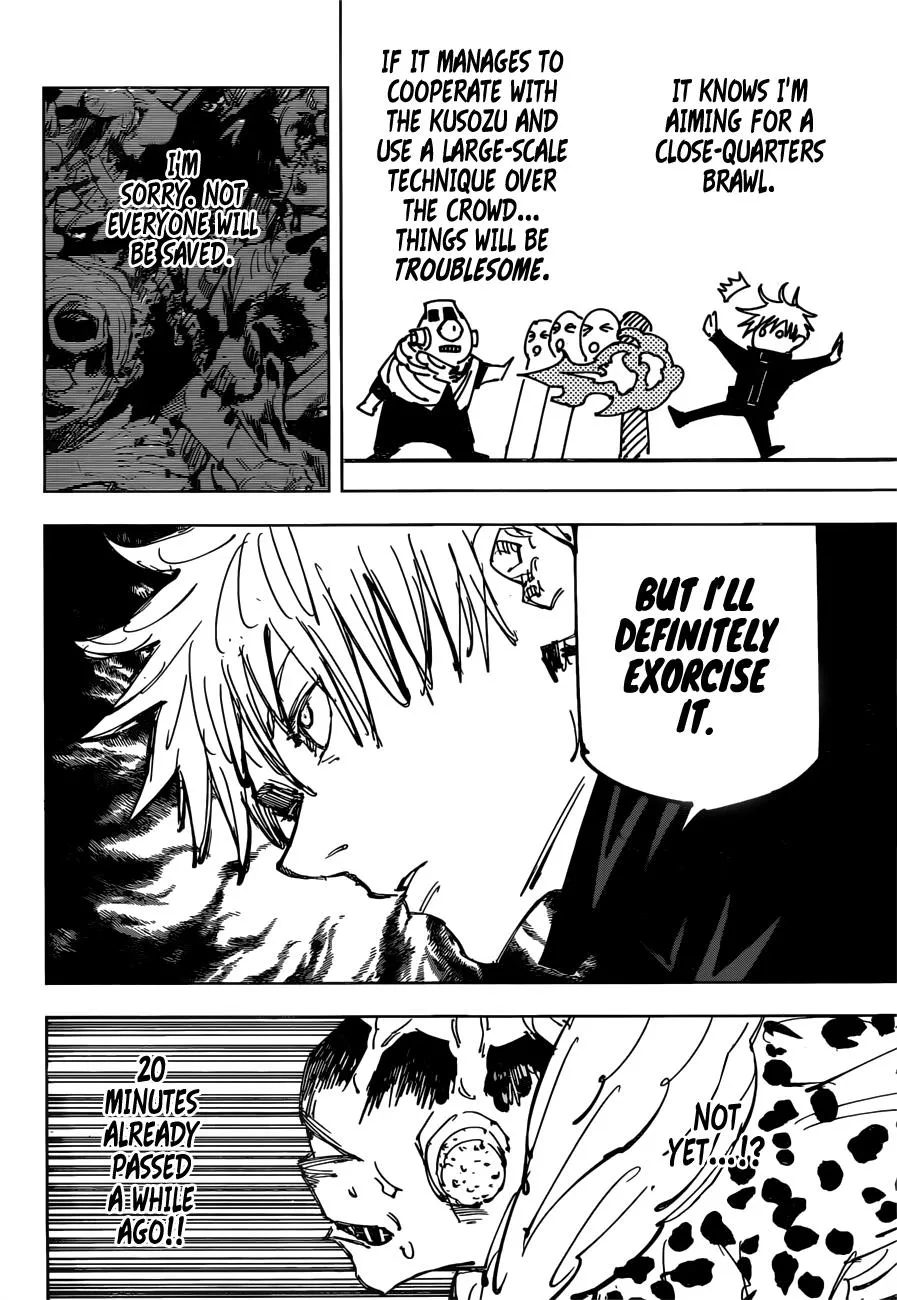 IT KNOWS I'M
AIMING FOR A
CLOSE-QUARTERS
BRAWL.
IF IT MANAGES TO
COOPERATE WITH
THE KUSOZU AND
USE A LARGE-SCALE
TECHNIQUE OVER
THE CROWD...
THINGS WILL BE
TROUBLESOME.
I'M
SORRY. NOT
EVERYONE WILL
BE SAVED.
BUT I'LL
DEFINITELY
EXORCISE
IT.
NOT
YET...!?
20
MINUTES
ALREADY
PASSED
A WHILE
AGO!!